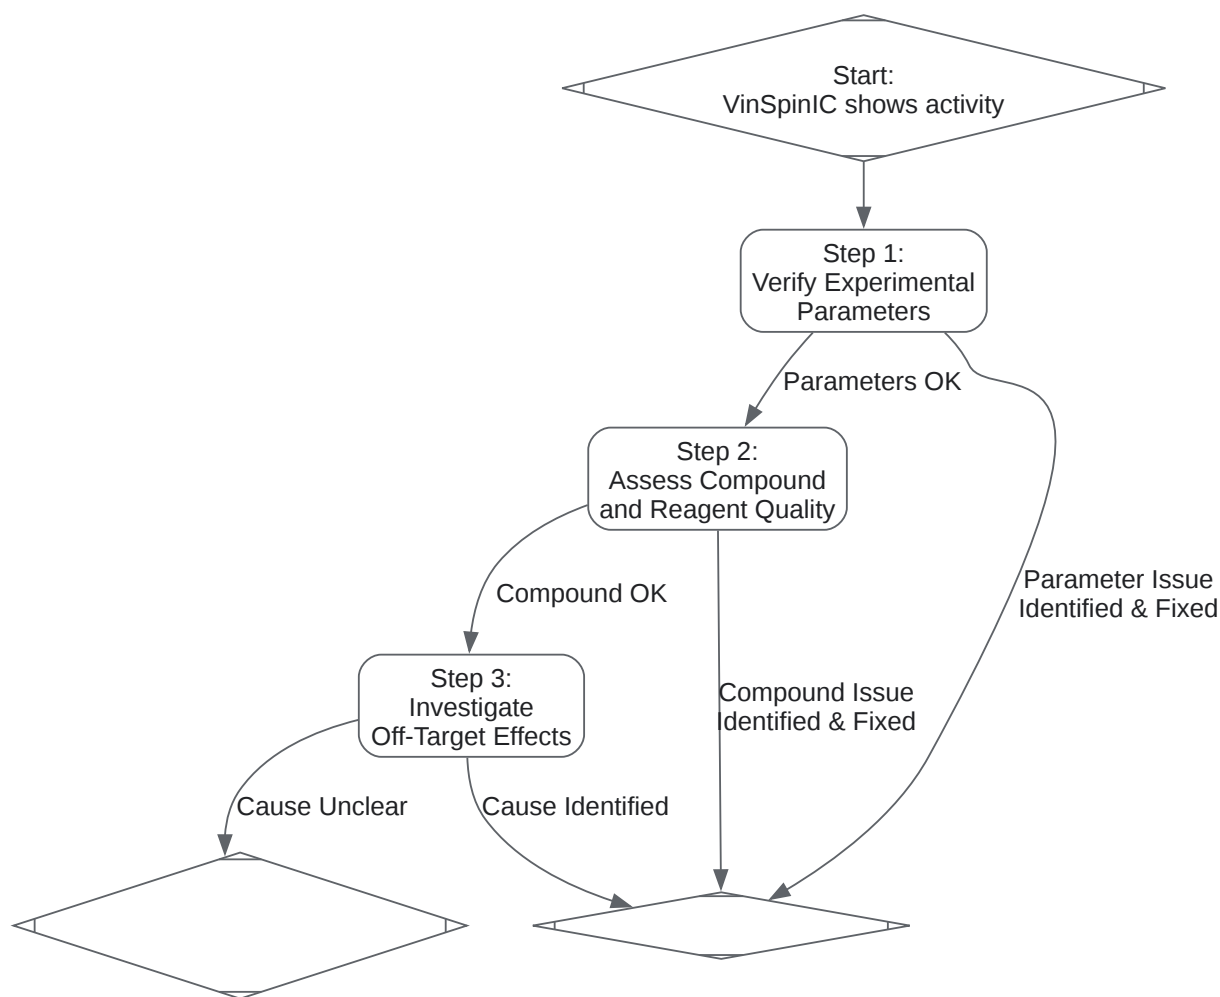 Start:
VinSpinIC shows activity
Step 1:
Verify Experimental
Parameters
Parameters OK
Step 2:
Assess Compound
and Reagent Quality
Parameter Issue
Identified & Fixed
Compound OK
Step 3:
Investigate
Off-Target Effects
Compound Issue
Identified & Fixed
Cause Unclear
Cause Identified